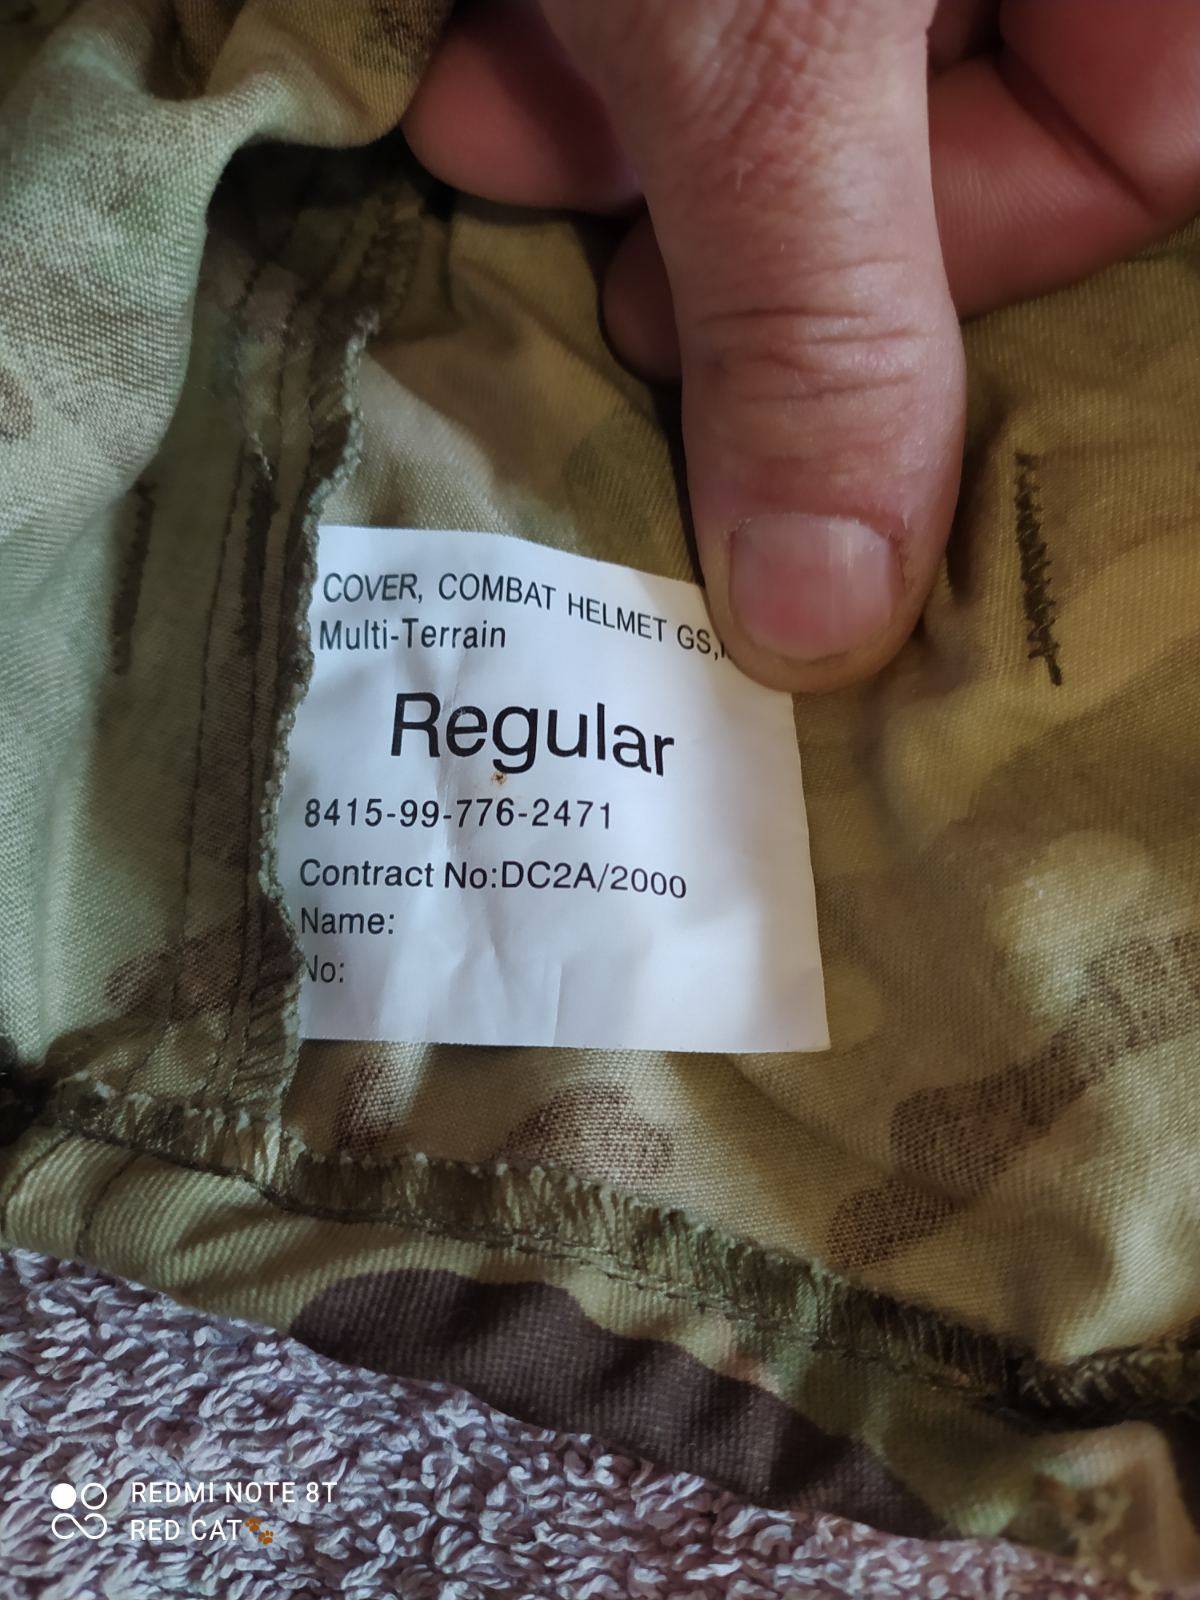 COVER, COMBAT HELMET GS,
Multi-Terrain
Regular
8415-99-776-2471
Contract No:DC2A/2000
Name:
No:
REDMI NOTE 8T
RED CAT🐾